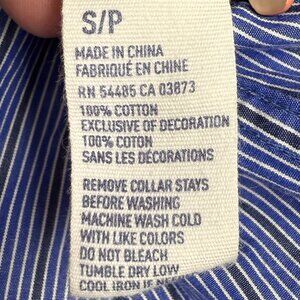 S/P
MADE IN CHINA
FABRIQUÉ EN CHINE
RN 54485 CA 03873
100% COTTON
EXCLUSIVE OF DECORATION
100% COTON
SANS LES DÉCORATIONS
REMOVE COLLAR STAYS
BEFORE WASHING
MACHINE WASH COLD
WITH LIKE COLORS
DO NOT BLEACH
TUMBLE DRY LOW
COOL IRON IF